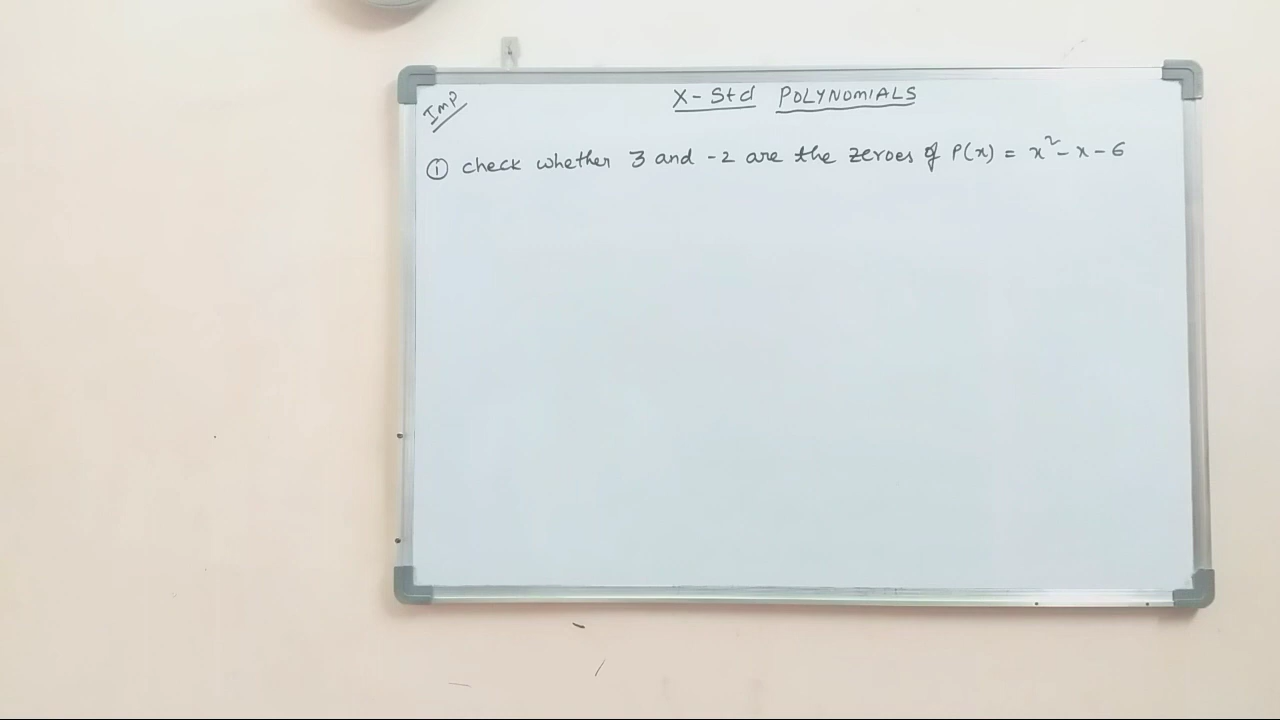 Imp
X - Std POLYNOMIALS
① check whether 3 and -2 are the zeroes of P(x) = x² - x - 6